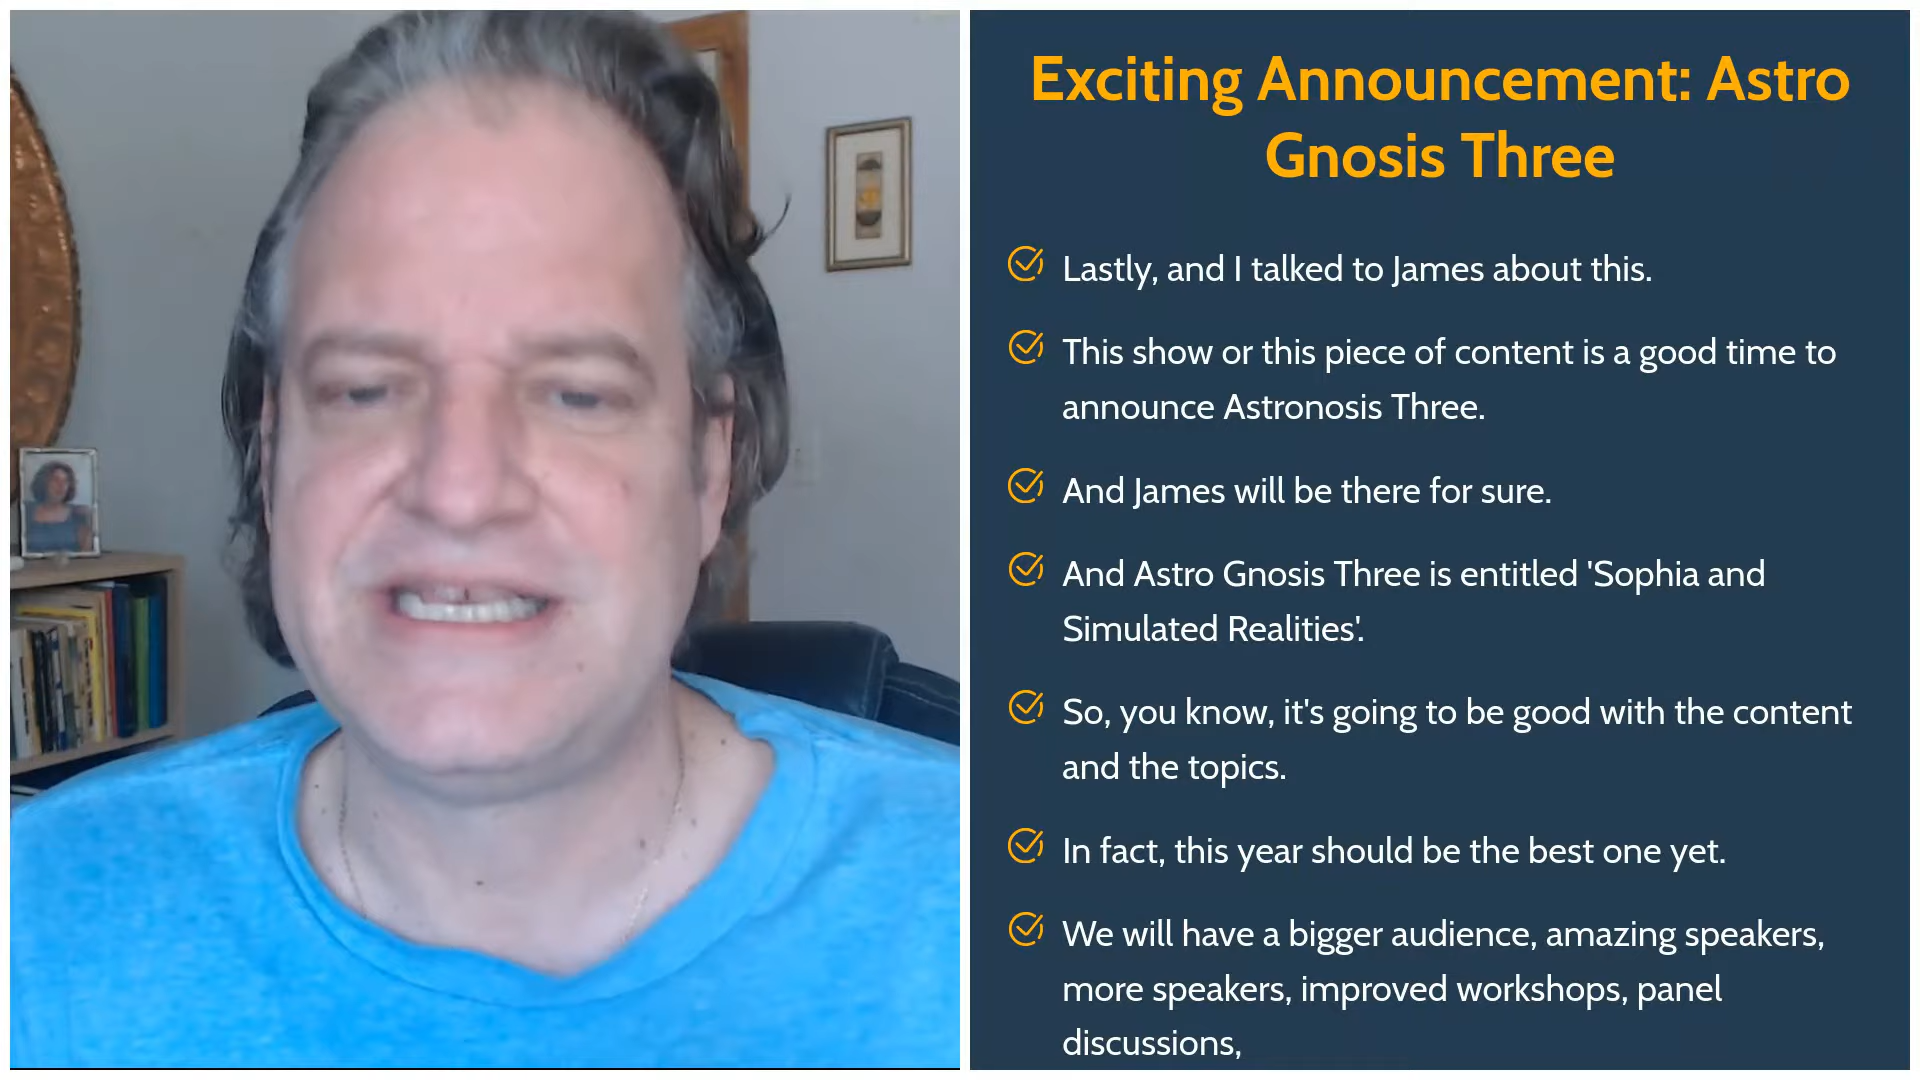 Exciting Announcement: Astro
Gnosis Three
Lastly, and I talked to James about this.
This show or this piece of content is a good time to
announce Astronosis Three.
And James will be there for sure.
And Astro Gnosis Three is entitled 'Sophia and
Simulated Realities'.
So, you know, it's going to be good with the content
and the topics.
In fact, this year should be the best one yet.
We will have a bigger audience, amazing speakers,
more speakers, improved workshops, panel
discussions,